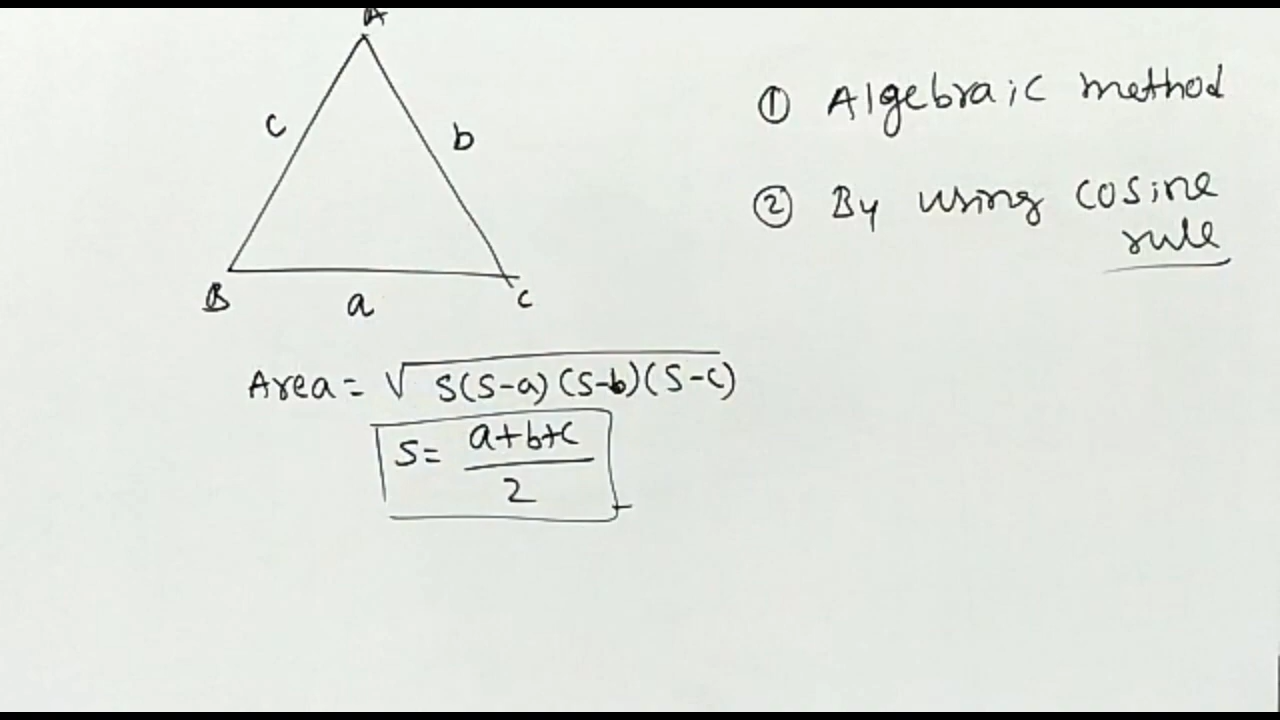 A
c
b
B
a
C
① Algebraic method
② By using cosine
rule
Area = √s(s-a)(s-b)(s-c)
s = a+b+c
2